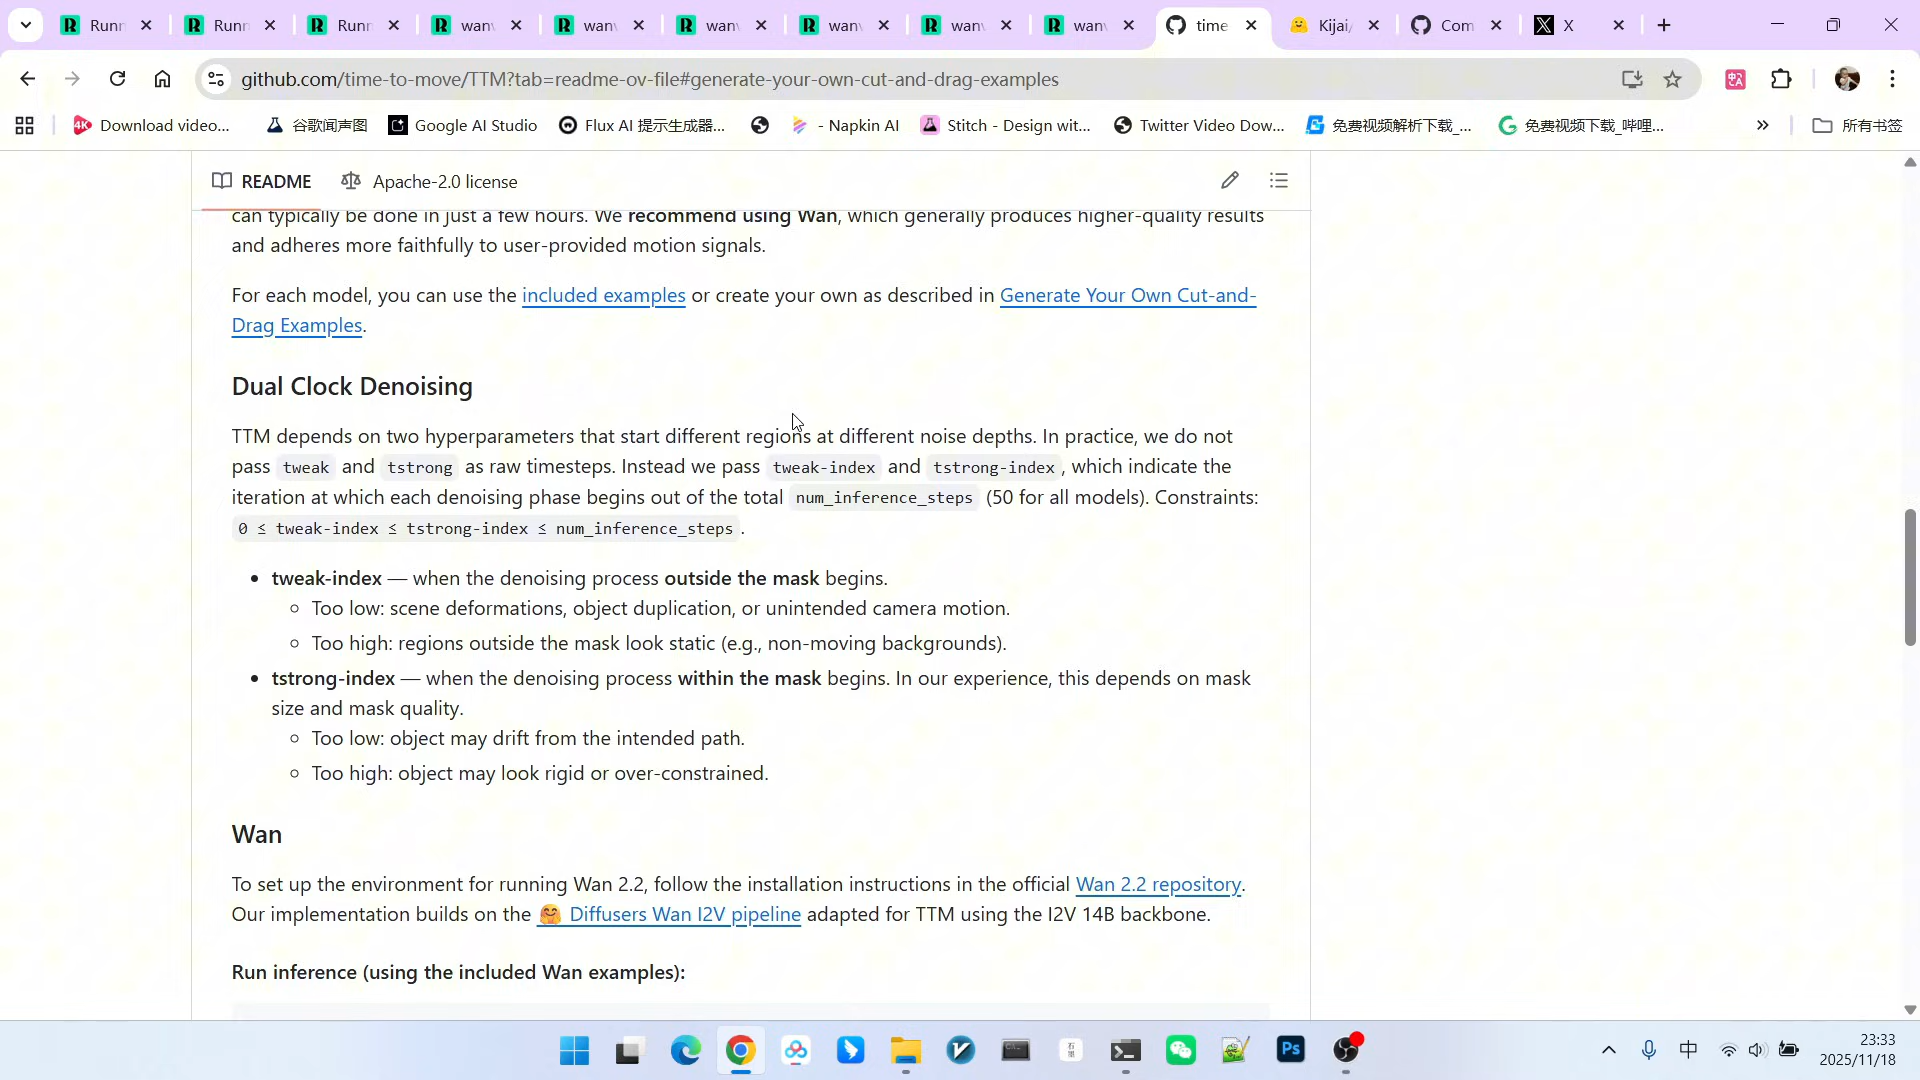 Runn
Runn
Runn
wanv
wanv
wanv
wanv
wanv
wanv
time
Kijai/
Com
X
github.com/time-to-move/TTM?tab=readme-ov-file#generate-your-own-cut-and-drag-examples
Download video...
谷歌闻声图
Google AI Studio
Flux AI 提示生成器...
- Napkin AI
Stitch - Design wit...
Twitter Video Dow...
免费视频解析下载_...
免费视频下载_哔哩...
所有书签
README
Apache-2.0 license
can typically be done in just a few hours. We recommend using Wan, which generally produces higher-quality results
and adheres more faithfully to user-provided motion signals.
For each model, you can use the included examples or create your own as described in Generate Your Own Cut-and-
Drag Examples.
Dual Clock Denoising
TTM depends on two hyperparameters that start different regions at different noise depths. In practice, we do not
pass tweak and tstrong as raw timesteps. Instead we pass tweak-index and tstrong-index, which indicate the
iteration at which each denoising phase begins out of the total num_inference_steps (50 for all models). Constraints:
0 ≤ tweak-index ≤ tstrong-index ≤ num_inference_steps.
• tweak-index — when the denoising process outside the mask begins.
◦ Too low: scene deformations, object duplication, or unintended camera motion.
◦ Too high: regions outside the mask look static (e.g., non-moving backgrounds).
• tstrong-index — when the denoising process within the mask begins. In our experience, this depends on mask
size and mask quality.
◦ Too low: object may drift from the intended path.
◦ Too high: object may look rigid or over-constrained.
Wan
To set up the environment for running Wan 2.2, follow the installation instructions in the official Wan 2.2 repository.
Our implementation builds on the 🤗 Diffusers Wan I2V pipeline adapted for TTM using the I2V 14B backbone.
Run inference (using the included Wan examples):
Ps
中
23:33
2025/11/18